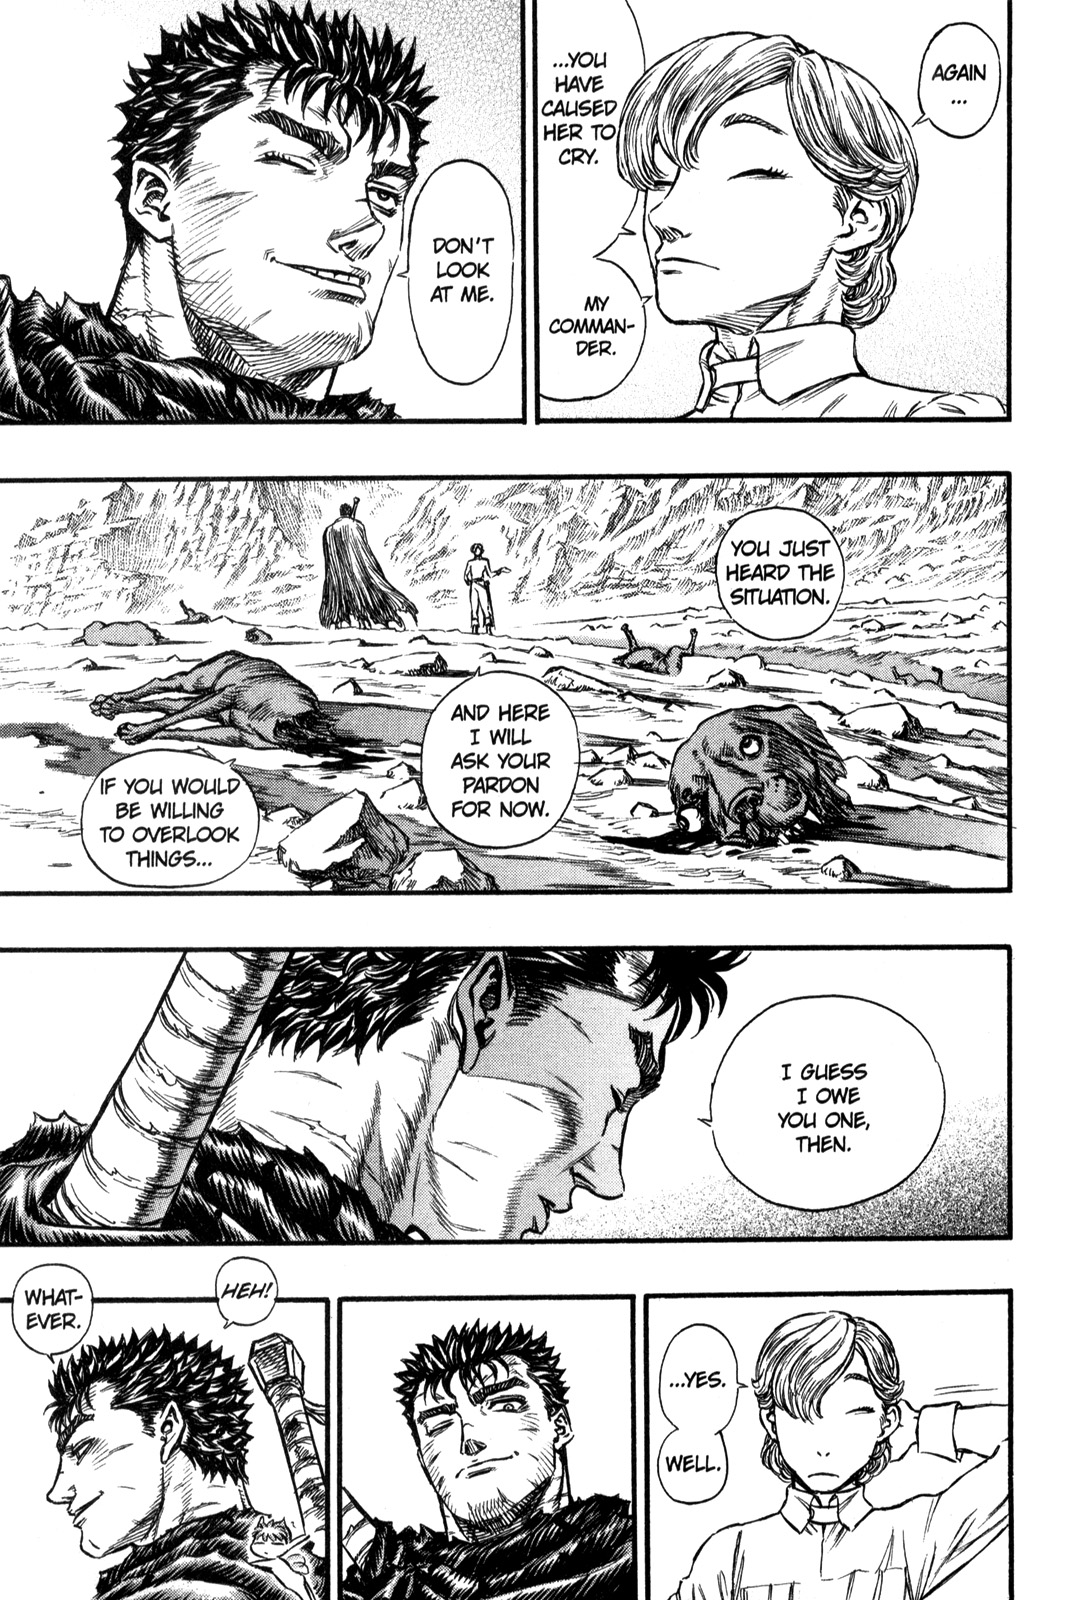 AGAIN
...
...YOU
HAVE
CAUSED
HER TO
CRY.
MY
COMMAN-
DER.
DON'T
LOOK
AT ME.
YOU JUST
HEARD THE
SITUATION.
AND HERE
I WILL
ASK YOUR
PARDON
FOR NOW.
IF YOU WOULD
BE WILLING
TO OVERLOOK
THINGS...
I GUESS
I OWE
YOU ONE,
THEN.
...YES.
WELL.
HEH!
WHAT-
EVER.